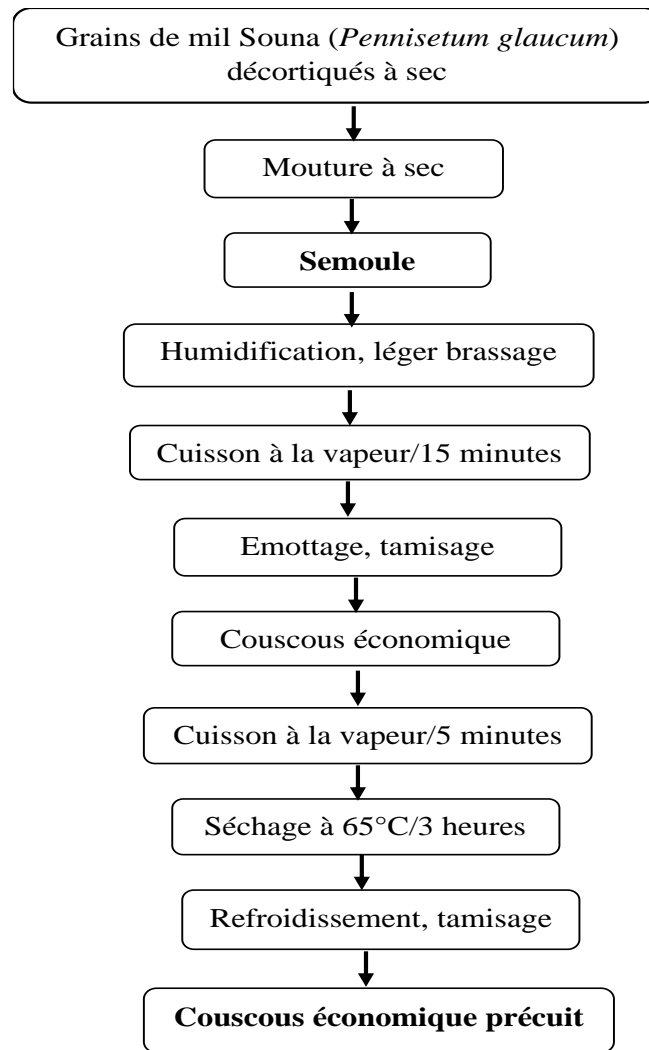 Grains de mil Souna (Pennisetum glaucum)
décortiqués à sec
Mouture à sec
Semoule
Humidification, léger brassage
Cuisson à la vapeur/15 minutes
Emottage, tamisage
Couscous économique
Cuisson à la vapeur/5 minutes
Séchage à 65°C/3 heures
Refroidissement, tamisage
Couscous économique précuit